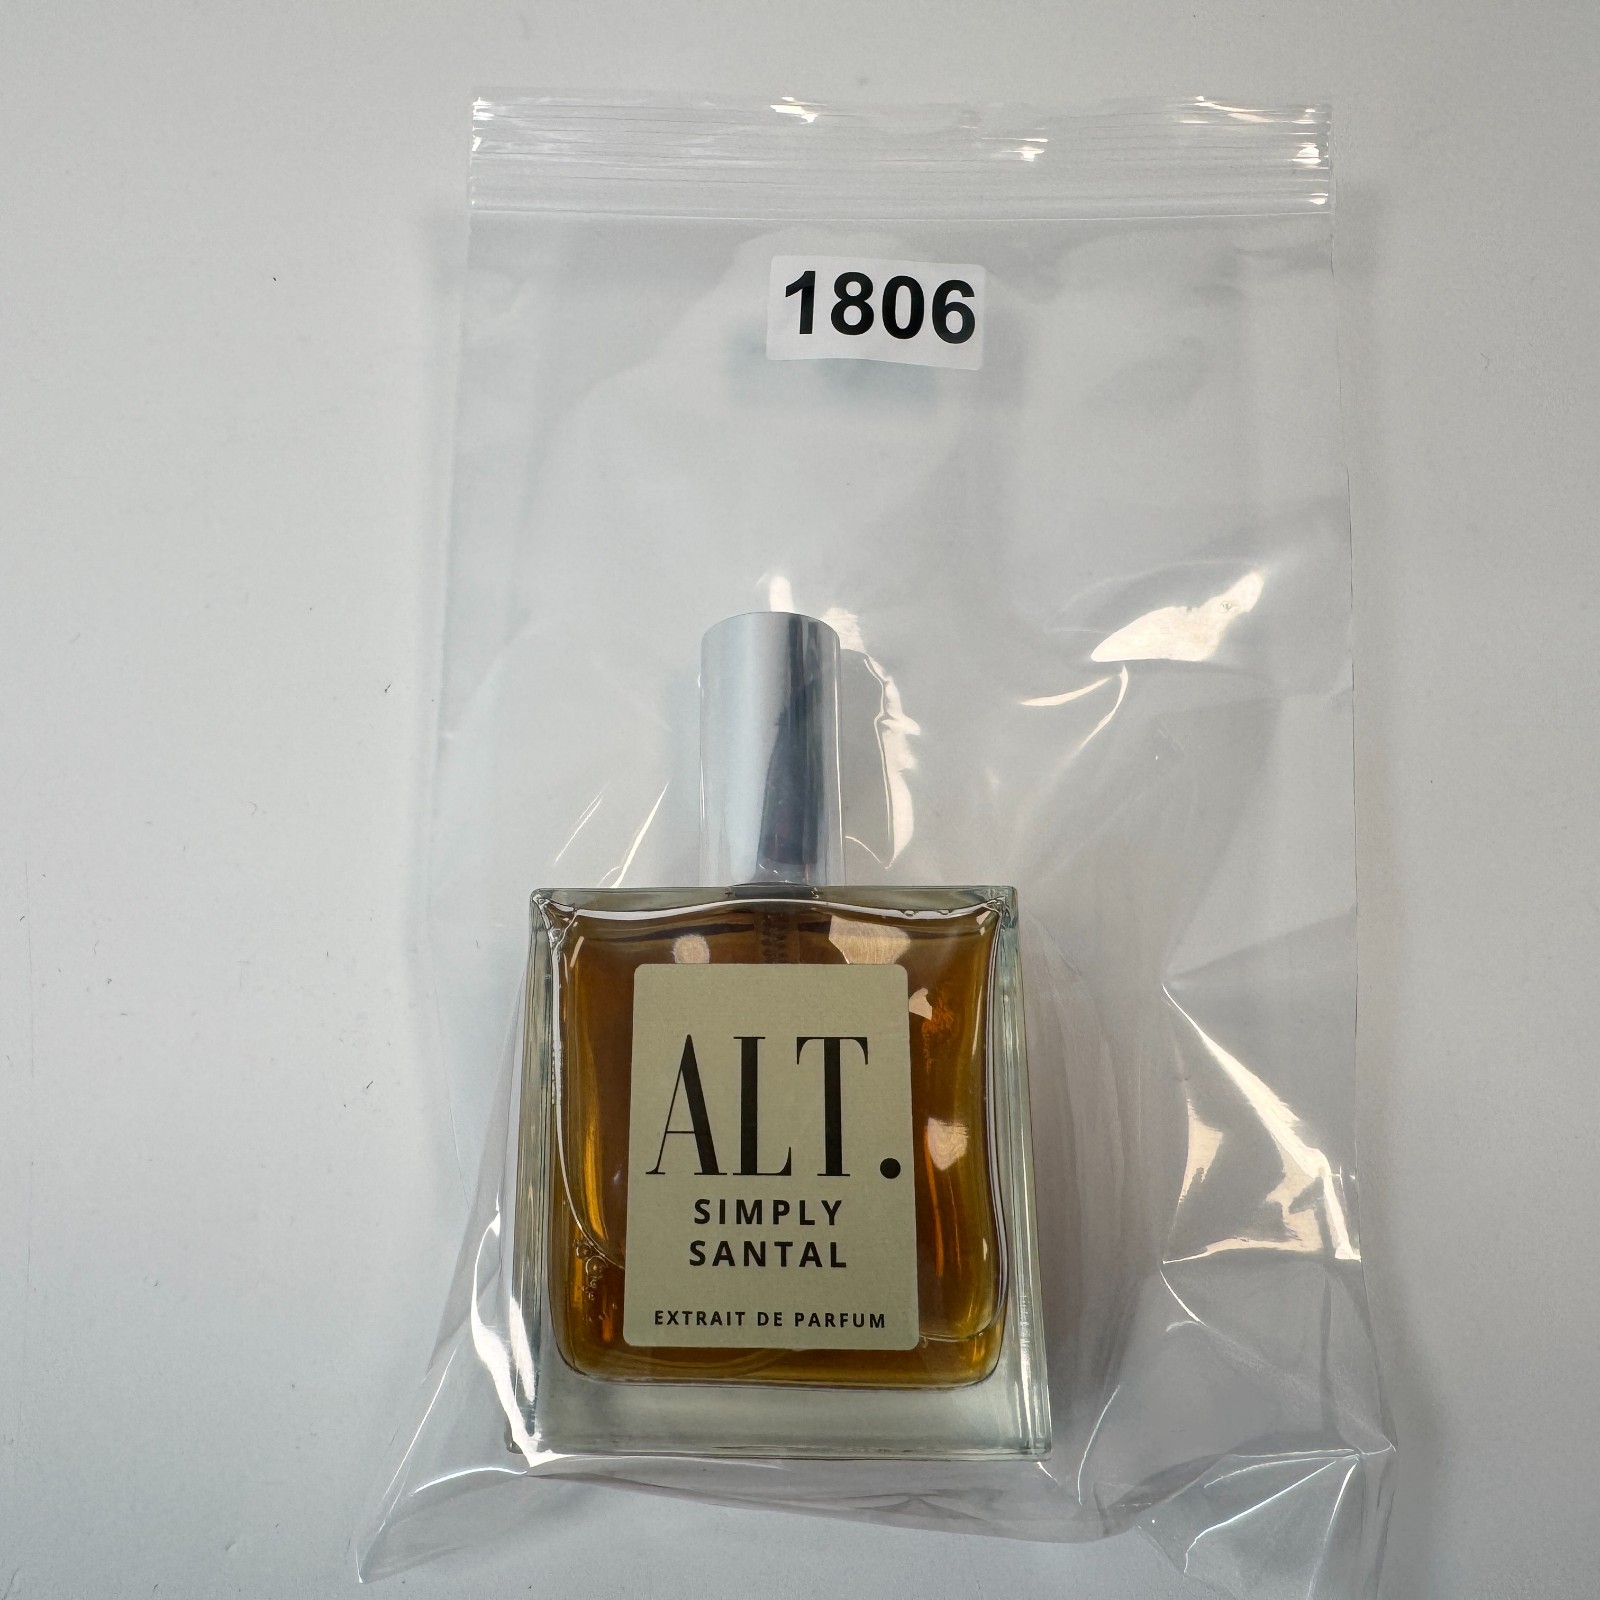 1806
ALT.
SIMPLY
SANTAL
EXTRAIT DE PARFUM